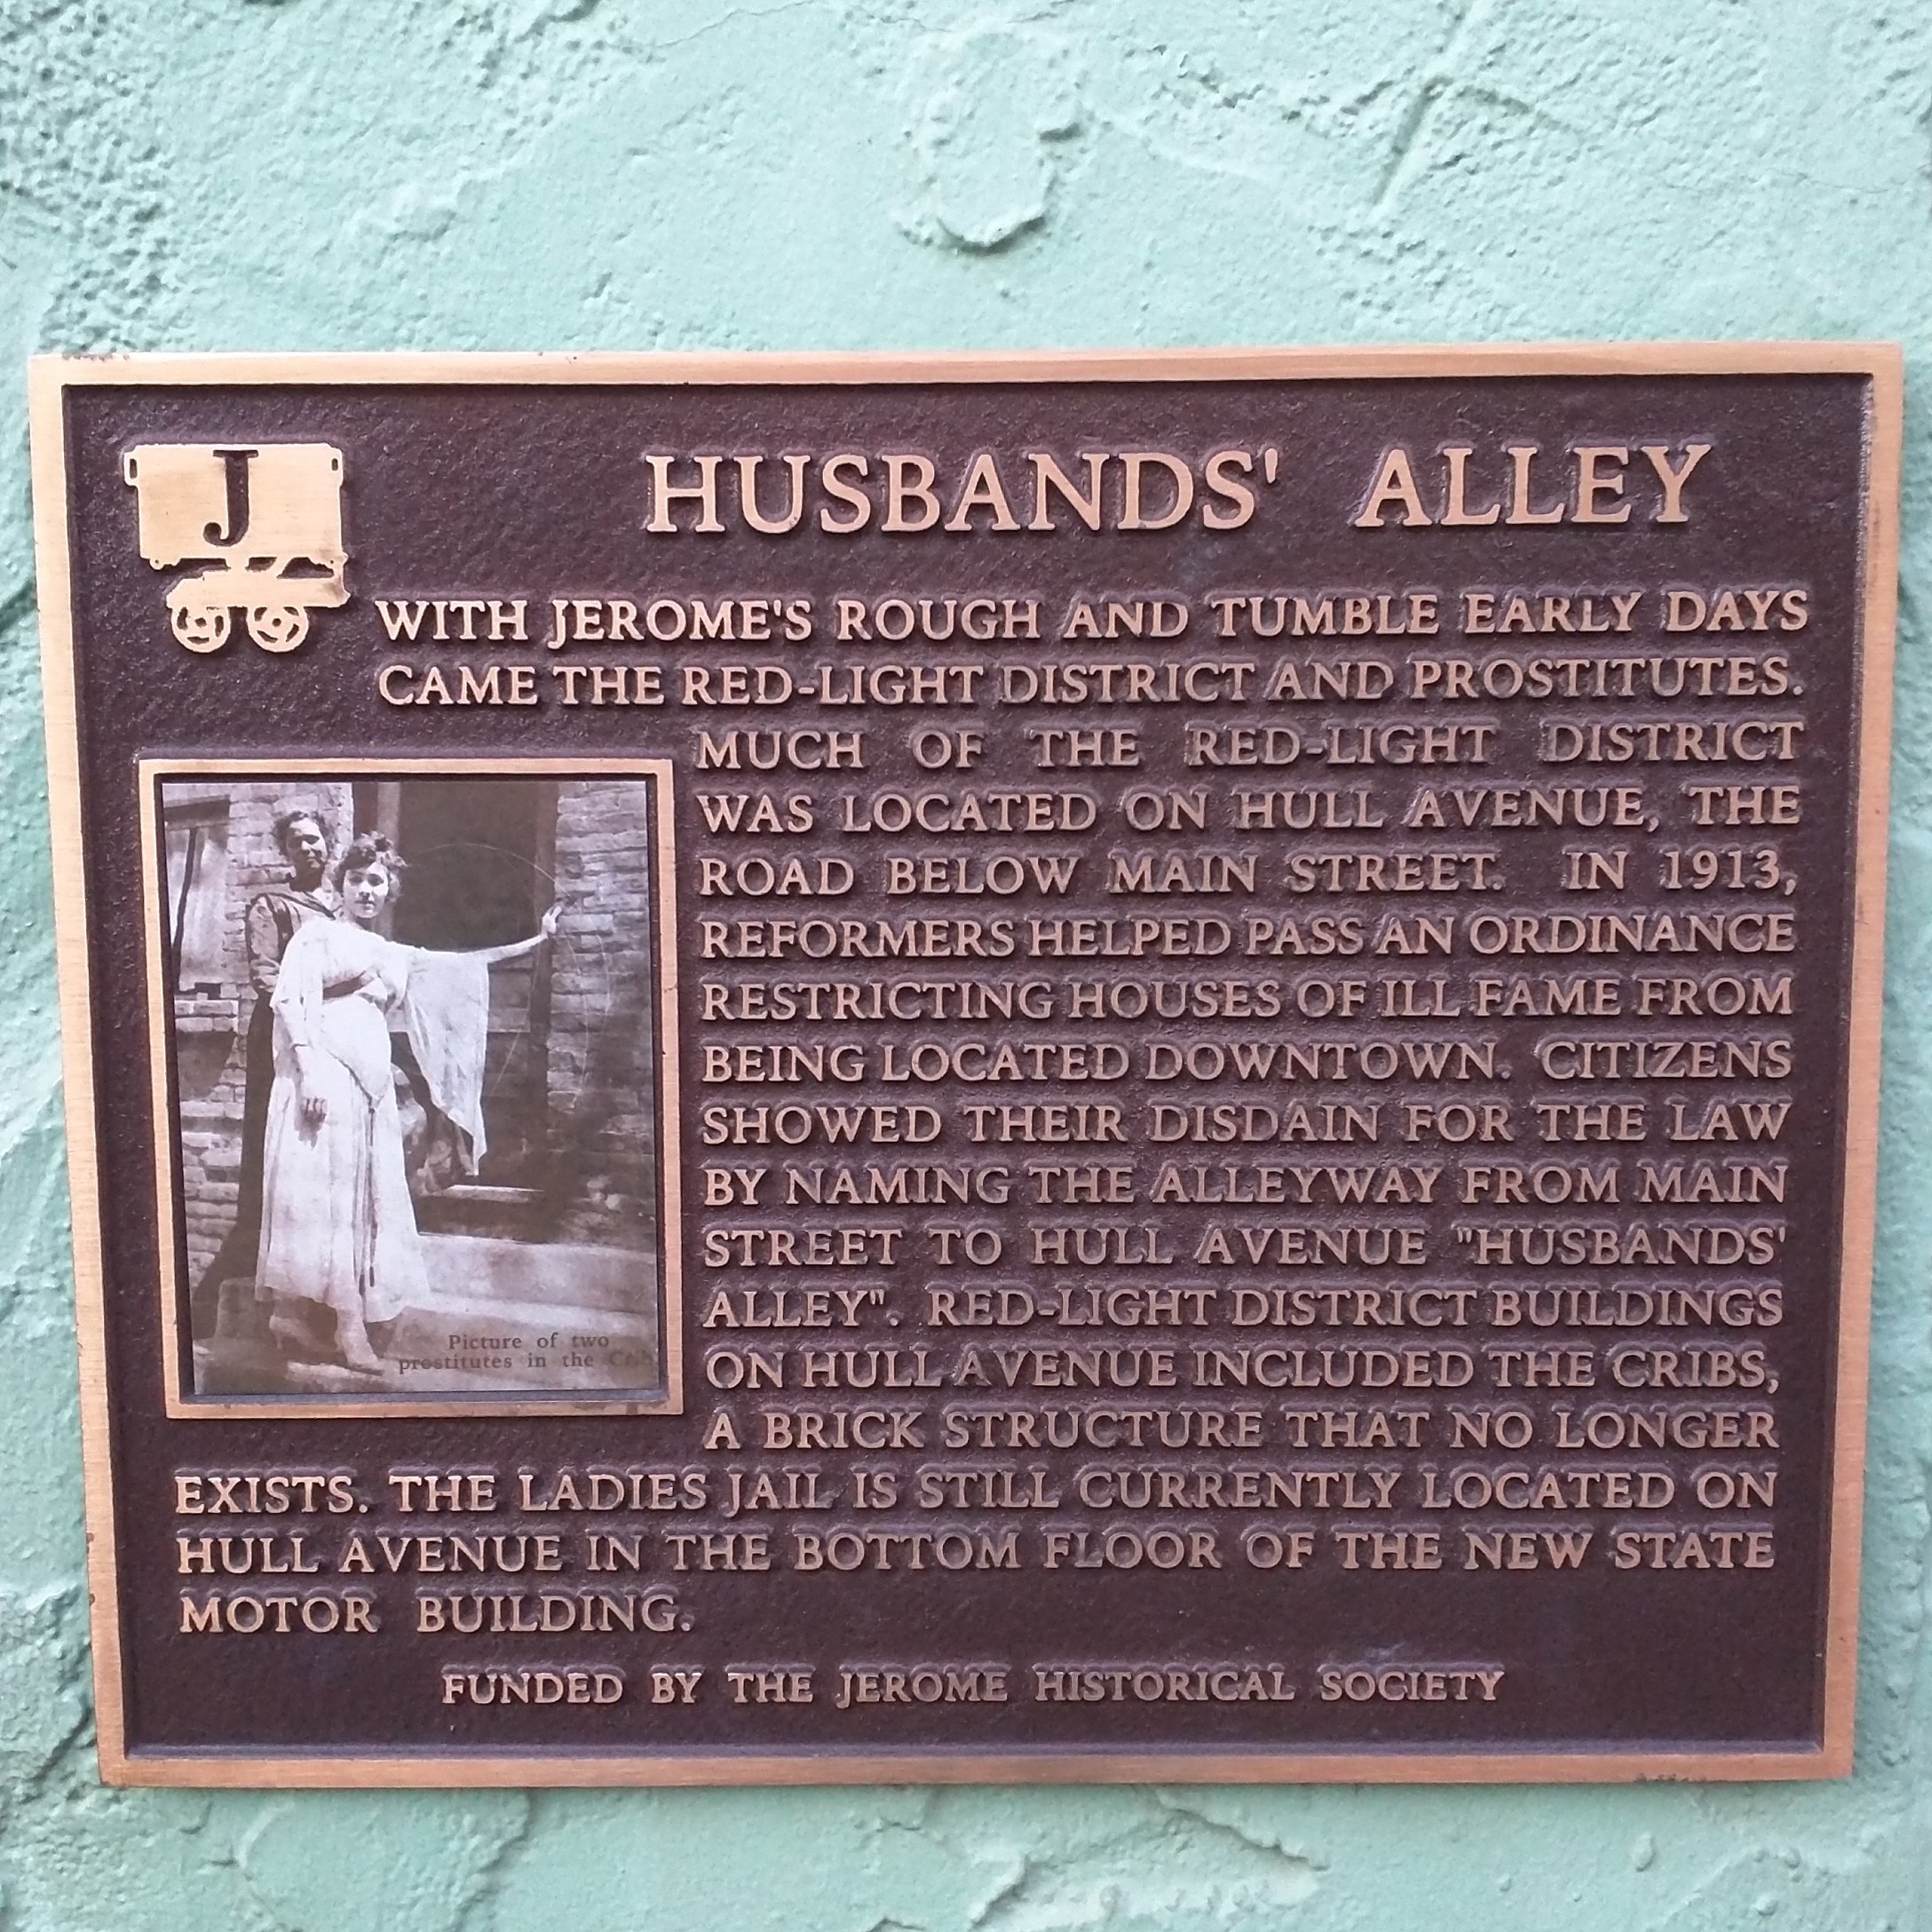 J
HUSBANDS' ALLEY
WITH JEROME'S ROUGH AND TUMBLE EARLY DAYS
CAME THE RED-LIGHT DISTRICT AND PROSTITUTES.
MUCH OF THE RED-LIGHT DISTRICT
WAS LOCATED ON HULL AVENUE, THE
ROAD BELOW MAIN STREET. IN 1913,
REFORMERS HELPED PASS AN ORDINANCE
RESTRICTING HOUSES OF ILL FAME FROM
BEING LOCATED DOWNTOWN. CITIZENS
SHOWED THEIR DISDAIN FOR THE LAW
BY NAMING THE ALLEYWAY FROM MAIN
STREET TO HULL AVENUE "HUSBANDS'
ALLEY". RED-LIGHT DISTRICT BUILDINGS
ON HULL AVENUE INCLUDED THE CRIBS,
A BRICK STRUCTURE THAT NO LONGER
EXISTS. THE LADIES JAIL IS STILL CURRENTLY LOCATED ON
HULL AVENUE IN THE BOTTOM FLOOR OF THE NEW STATE
MOTOR BUILDING.
Picture of two
prostitutes in the Crib
FUNDED BY THE JEROME HISTORICAL SOCIETY